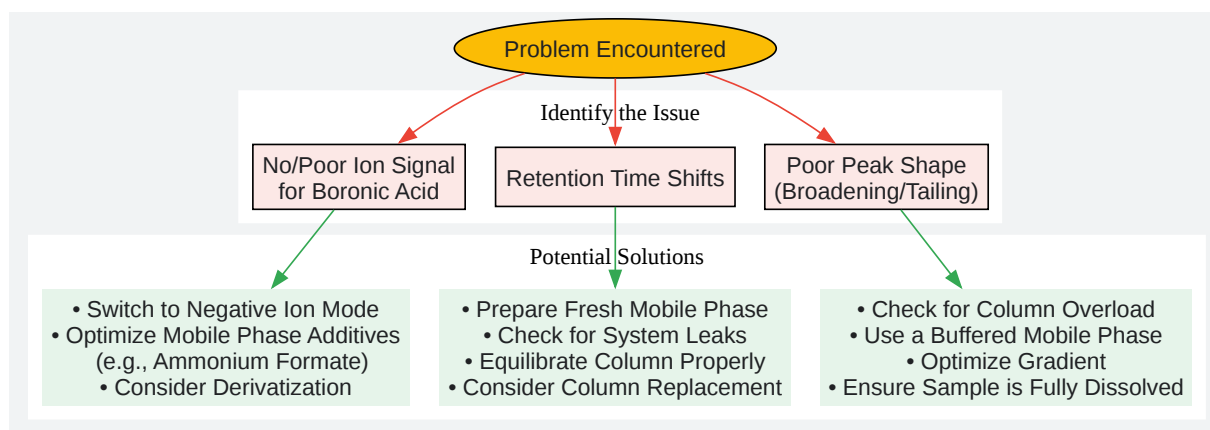 Problem Encountered
Identify the Issue
No/Poor Ion Signal
for Boronic Acid
Retention Time Shifts
Poor Peak Shape
(Broadening/Tailing)
Potential Solutions
• Switch to Negative Ion Mode
• Optimize Mobile Phase Additives
(e.g., Ammonium Formate)
• Consider Derivatization
• Prepare Fresh Mobile Phase
• Check for System Leaks
• Equilibrate Column Properly
• Consider Column Replacement
• Check for Column Overload
• Use a Buffered Mobile Phase
• Optimize Gradient
• Ensure Sample is Fully Dissolved